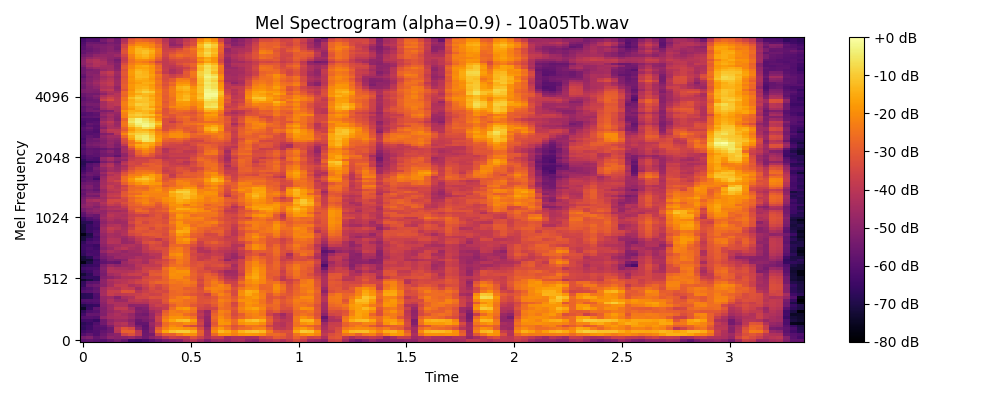 Mel Spectrogram (alpha=0.9) - 10a05Tb.wav
Mel Frequency
4096
2048
1024
512
0
0
0.5
1
1.5
2
2.5
3
Time
+0 dB
-10 dB
-20 dB
-30 dB
-40 dB
-50 dB
-60 dB
-70 dB
-80 dB